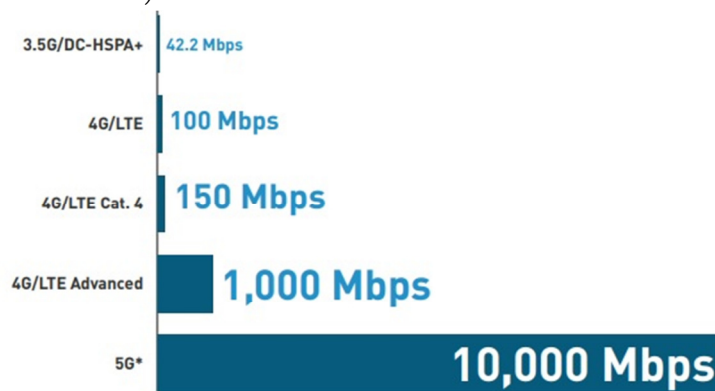 3.5G/DC-HSPA+ 42.2 Mbps
4G/LTE 100 Mbps
4G/LTE Cat. 4 150 Mbps
4G/LTE Advanced 1,000 Mbps
5G* 10,000 Mbps